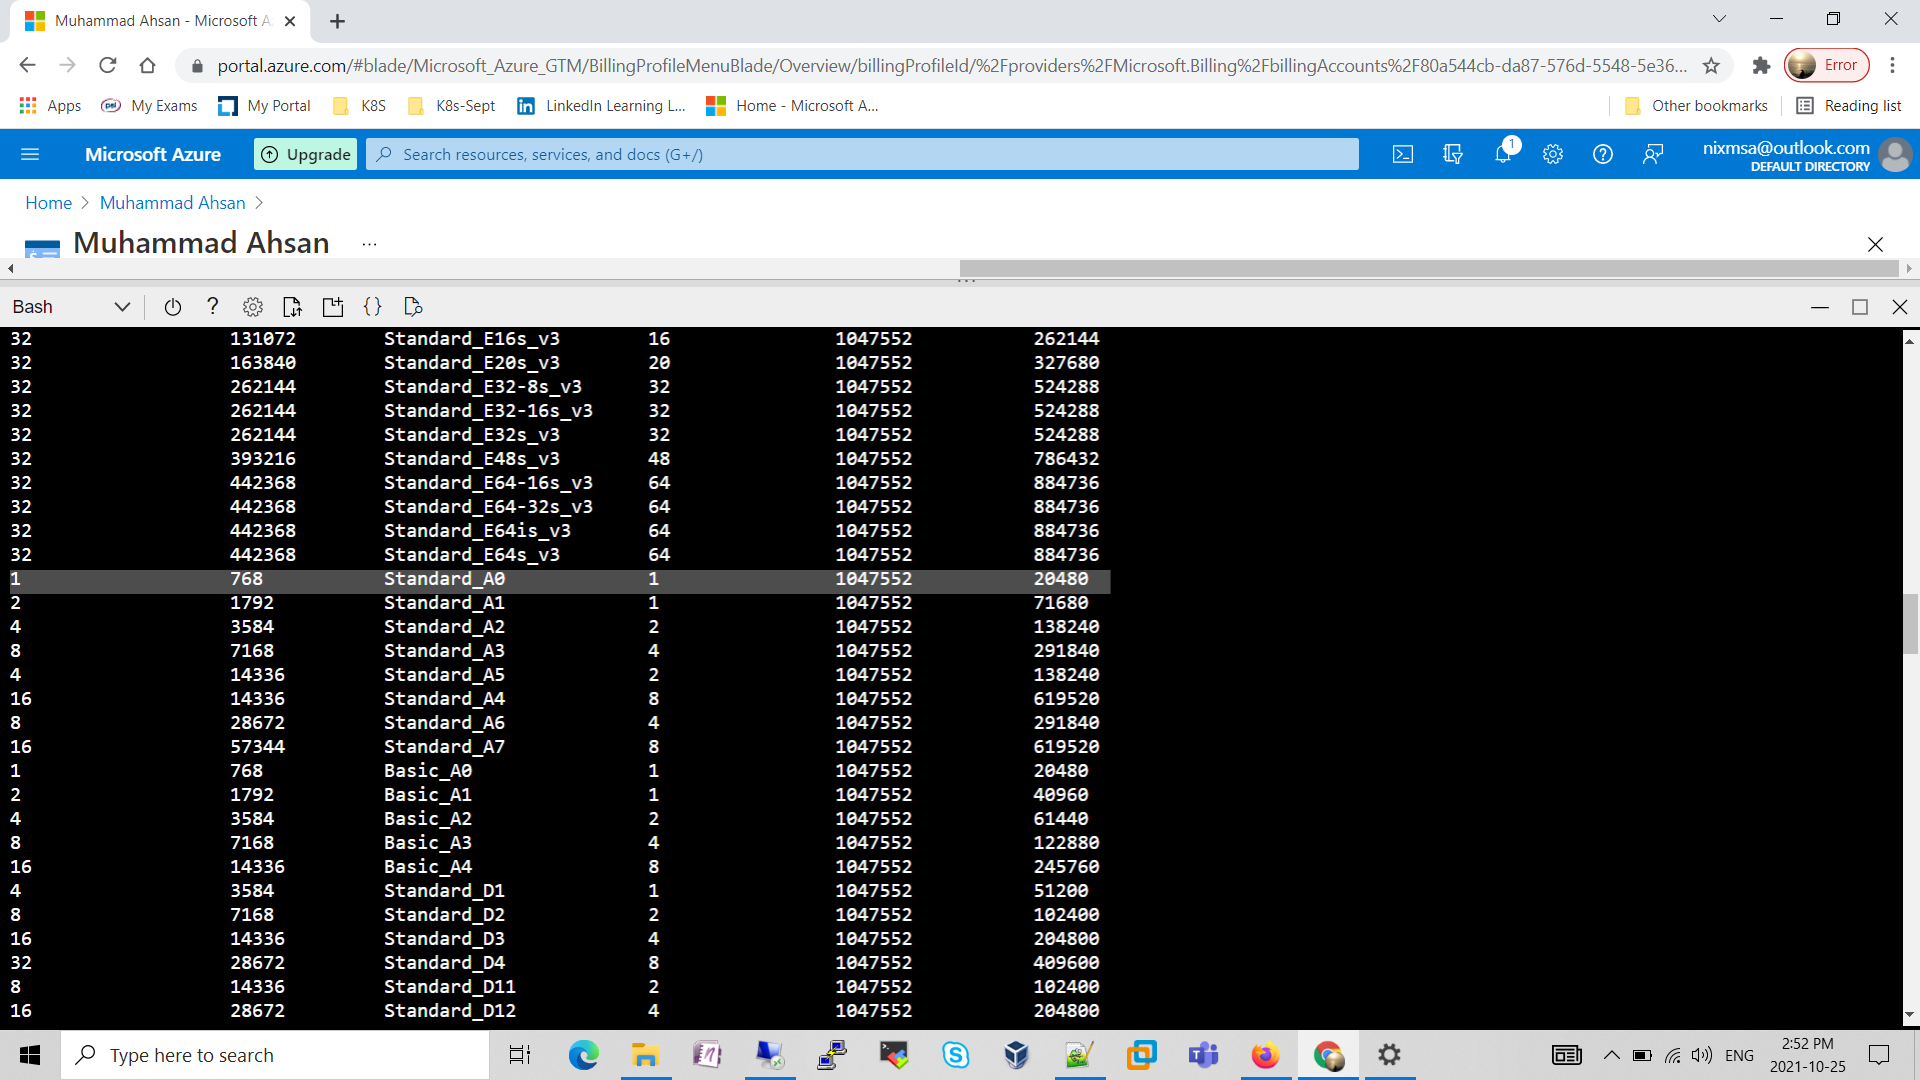 Muhammad Ahsan - Microsoft A
portal.azure.com/#blade/Microsoft_Azure_GTM/BillingProfileMenuBlade/Overview/billingProfileId/%2Fproviders%2FMicrosoft.Billing%2FbillingAccounts%2F80a544cb-da87-576d-5548-5e36... Error
Apps My Exams My Portal K8S K8s-Sept LinkedIn Learning L... Home - Microsoft A... Other bookmarks Reading list
Microsoft Azure Upgrade Search resources, services, and docs (G+/) 1 nixmsa@outlook.com
DEFAULT DIRECTORY
Home > Muhammad Ahsan >
Muhammad Ahsan ...
Bash ? { }
32 131072 Standard_E16s_v3 16 1047552 262144
32 163840 Standard_E20s_v3 20 1047552 327680
32 262144 Standard_E32-8s_v3 32 1047552 524288
32 262144 Standard_E32-16s_v3 32 1047552 524288
32 262144 Standard_E32s_v3 32 1047552 524288
32 393216 Standard_E48s_v3 48 1047552 786432
32 442368 Standard_E64-16s_v3 64 1047552 884736
32 442368 Standard_E64-32s_v3 64 1047552 884736
32 442368 Standard_E64is_v3 64 1047552 884736
32 442368 Standard_E64s_v3 64 1047552 884736
1 768 Standard_A0 1 1047552 20480
2 1792 Standard_A1 1 1047552 71680
4 3584 Standard_A2 2 1047552 138240
8 7168 Standard_A3 4 1047552 291840
4 14336 Standard_A5 2 1047552 138240
16 14336 Standard_A4 8 1047552 619520
8 28672 Standard_A6 4 1047552 291840
16 57344 Standard_A7 8 1047552 619520
1 768 Basic_A0 1 1047552 20480
2 1792 Basic_A1 1 1047552 40960
4 3584 Basic_A2 2 1047552 61440
8 7168 Basic_A3 4 1047552 122880
16 14336 Basic_A4 8 1047552 245760
4 3584 Standard_D1 1 1047552 51200
8 7168 Standard_D2 2 1047552 102400
16 14336 Standard_D3 4 1047552 204800
32 28672 Standard_D4 8 1047552 409600
8 14336 Standard_D11 2 1047552 102400
16 28672 Standard_D12 4 1047552 204800
Type here to search ENG 2:52 PM
2021-10-25